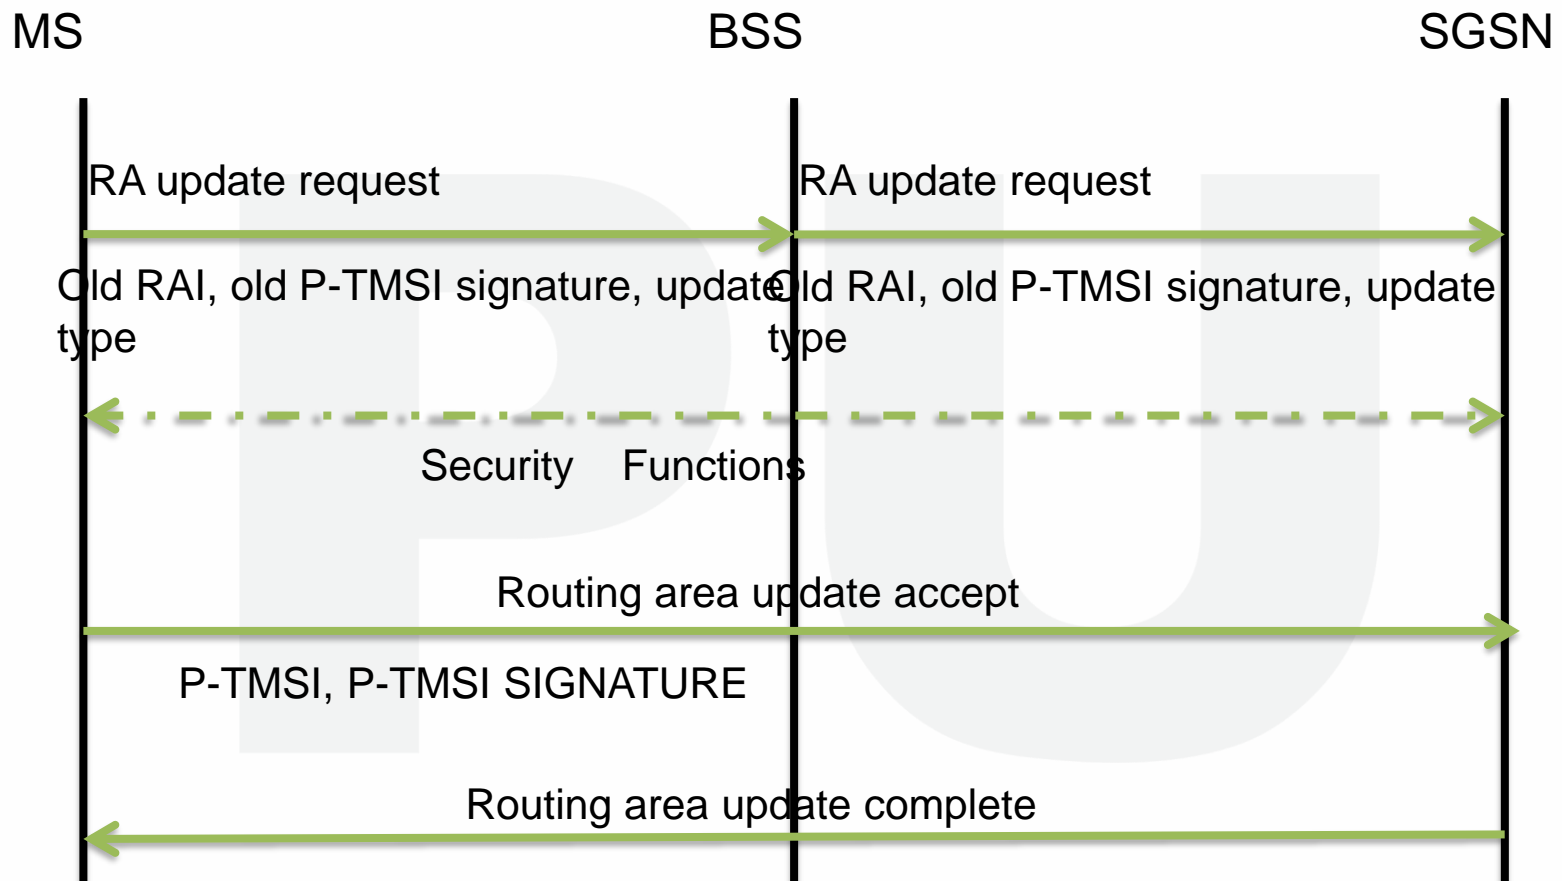 MS
BSS
SGSN
RA update request
RA update request
Old RAI, old P-TMSI signature, update
type
Old RAI, old P-TMSI signature, update
type
Security Functions
Routing area update accept
P-TMSI, P-TMSI SIGNATURE
Routing area update complete
PU